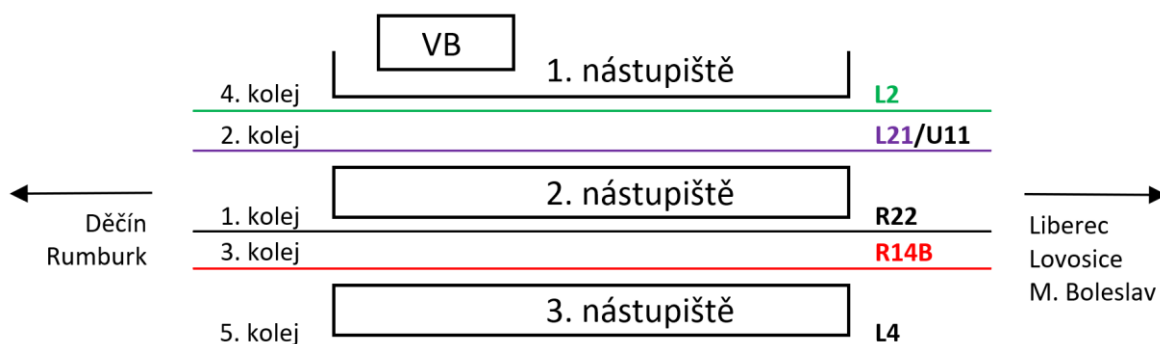 VB
1. nástupiště
4. kolej L2
2. kolej L21/U11
2. nástupiště
Děčín
Rumburk
1. kolej R22
3. kolej R14B
Liberec
Lovosice
M. Boleslav
3. nástupiště
5. kolej L4